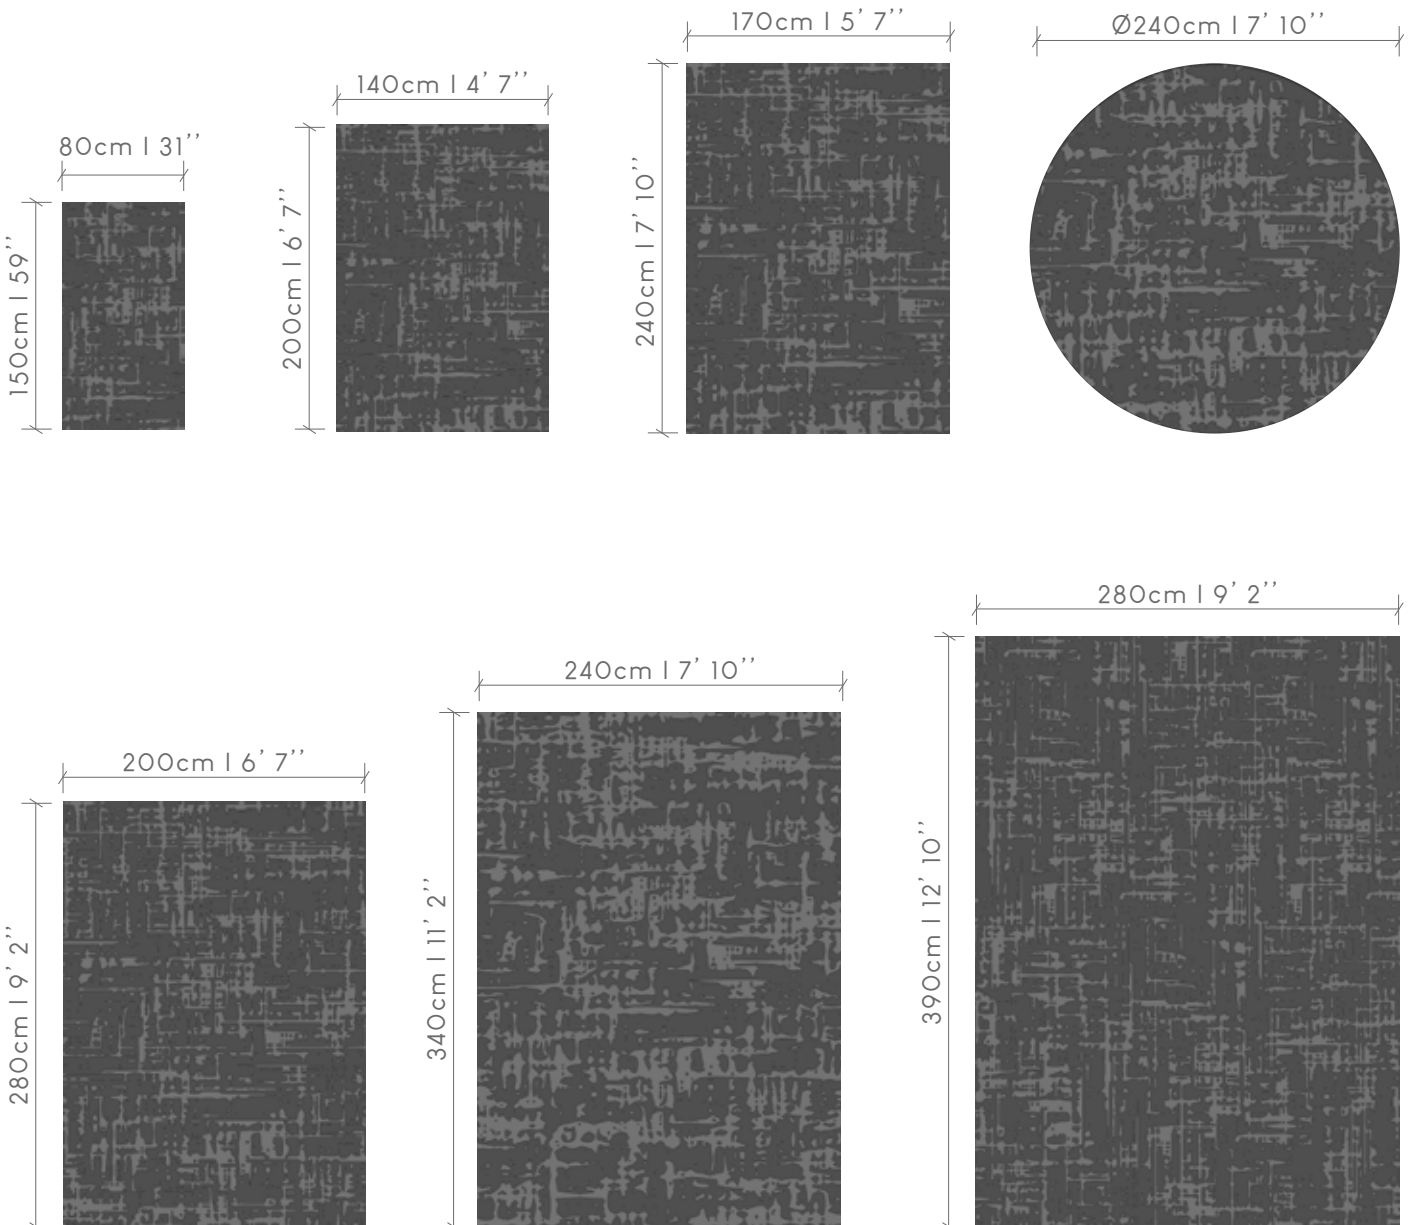 80cm | 31’’
150cm | 59’’
140cm | 4’ 7’’
200cm | 6’ 7’’
170cm | 5’ 7’’
240cm | 7’ 10’’
Ø240cm | 7’ 10’’
200cm | 6’ 7’’
280cm | 9’ 2’’
240cm | 7’ 10’’
340cm | 11’ 2’’
280cm | 9’ 2’’
390cm | 12’ 10’’